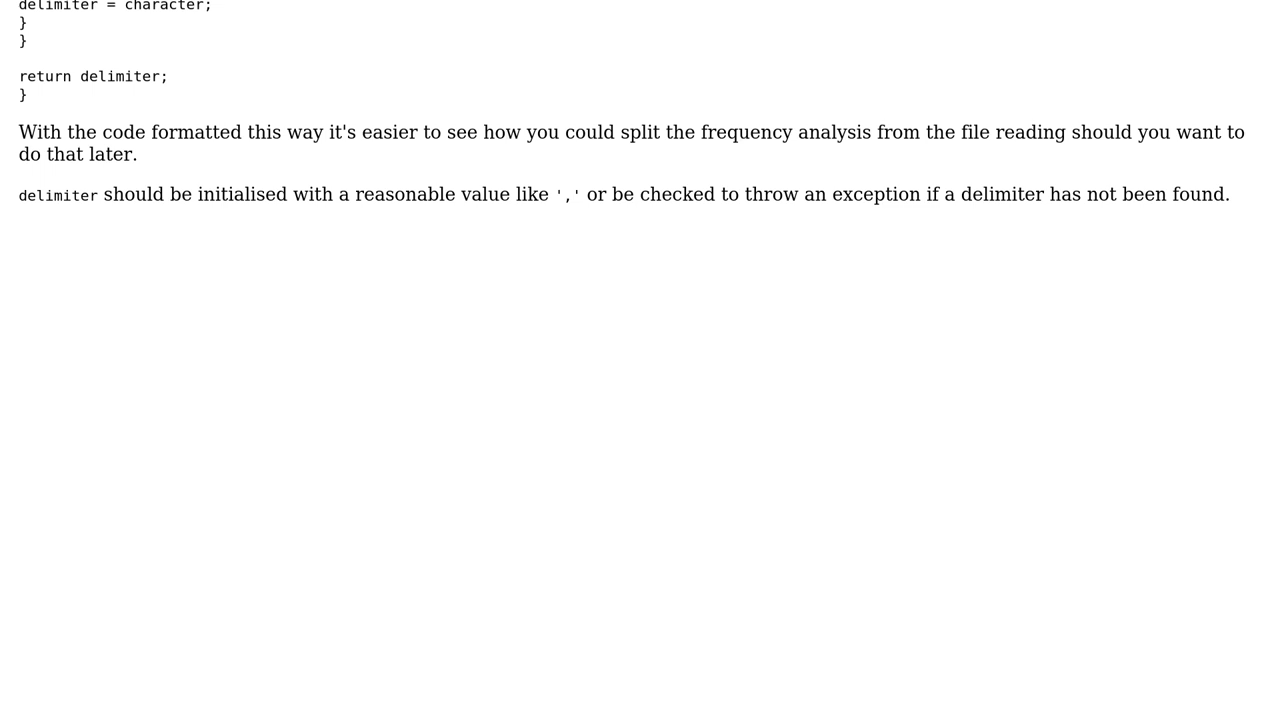 delimiter = character;
}
}
return delimiter;
}
With the code formatted this way it's easier to see how you could split the frequency analysis from the file reading should you want to
do that later.
delimiter should be initialised with a reasonable value like ',' or be checked to throw an exception if a delimiter has not been found.